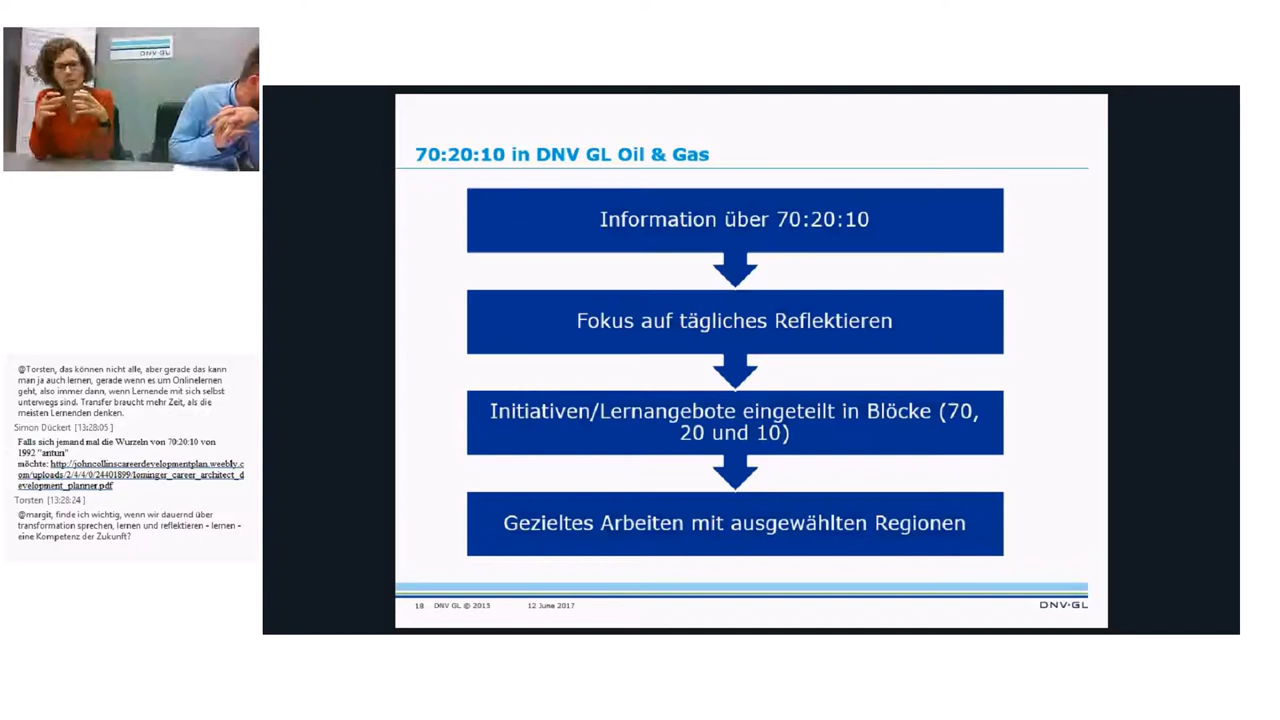 DNV·GL
70:20:10 in DNV GL Oil & Gas
Information über 70:20:10
Fokus auf tägliches Reflektieren
Initiativen/Lernangebote eingeteilt in Blöcke (70,
20 und 10)
Gezieltes Arbeiten mit ausgewählten Regionen
18 DNV GL © 2013 12 June 2017
DNV·GL
@Torsten, das können nicht alle, aber gerade das kann
man ja auch lernen, gerade wenn es um Onlinelernen
geht, also immer dann, wenn Lernende mit sich selbst
unterwegs sind. Transfer braucht mehr Zeit, als die
meisten Lernenden denken.
Simon Dückert [13:28:05 ]
Falls sich jemand mal die Wurzeln von 70:20:10 von
1992 "antun"
möchte: http://johncollinscareerdevelopmentplan.weebly.c
om/uploads/2/4/4/0/24401899/lominger_career_architect_d
evelopment_planner.pdf
Torsten [13:28:24 ]
@margit, finde ich wichtig, wenn wir dauernd über
transformation sprechen, lernen und reflektieren - lernen -
eine Kompetenz der Zukunft?